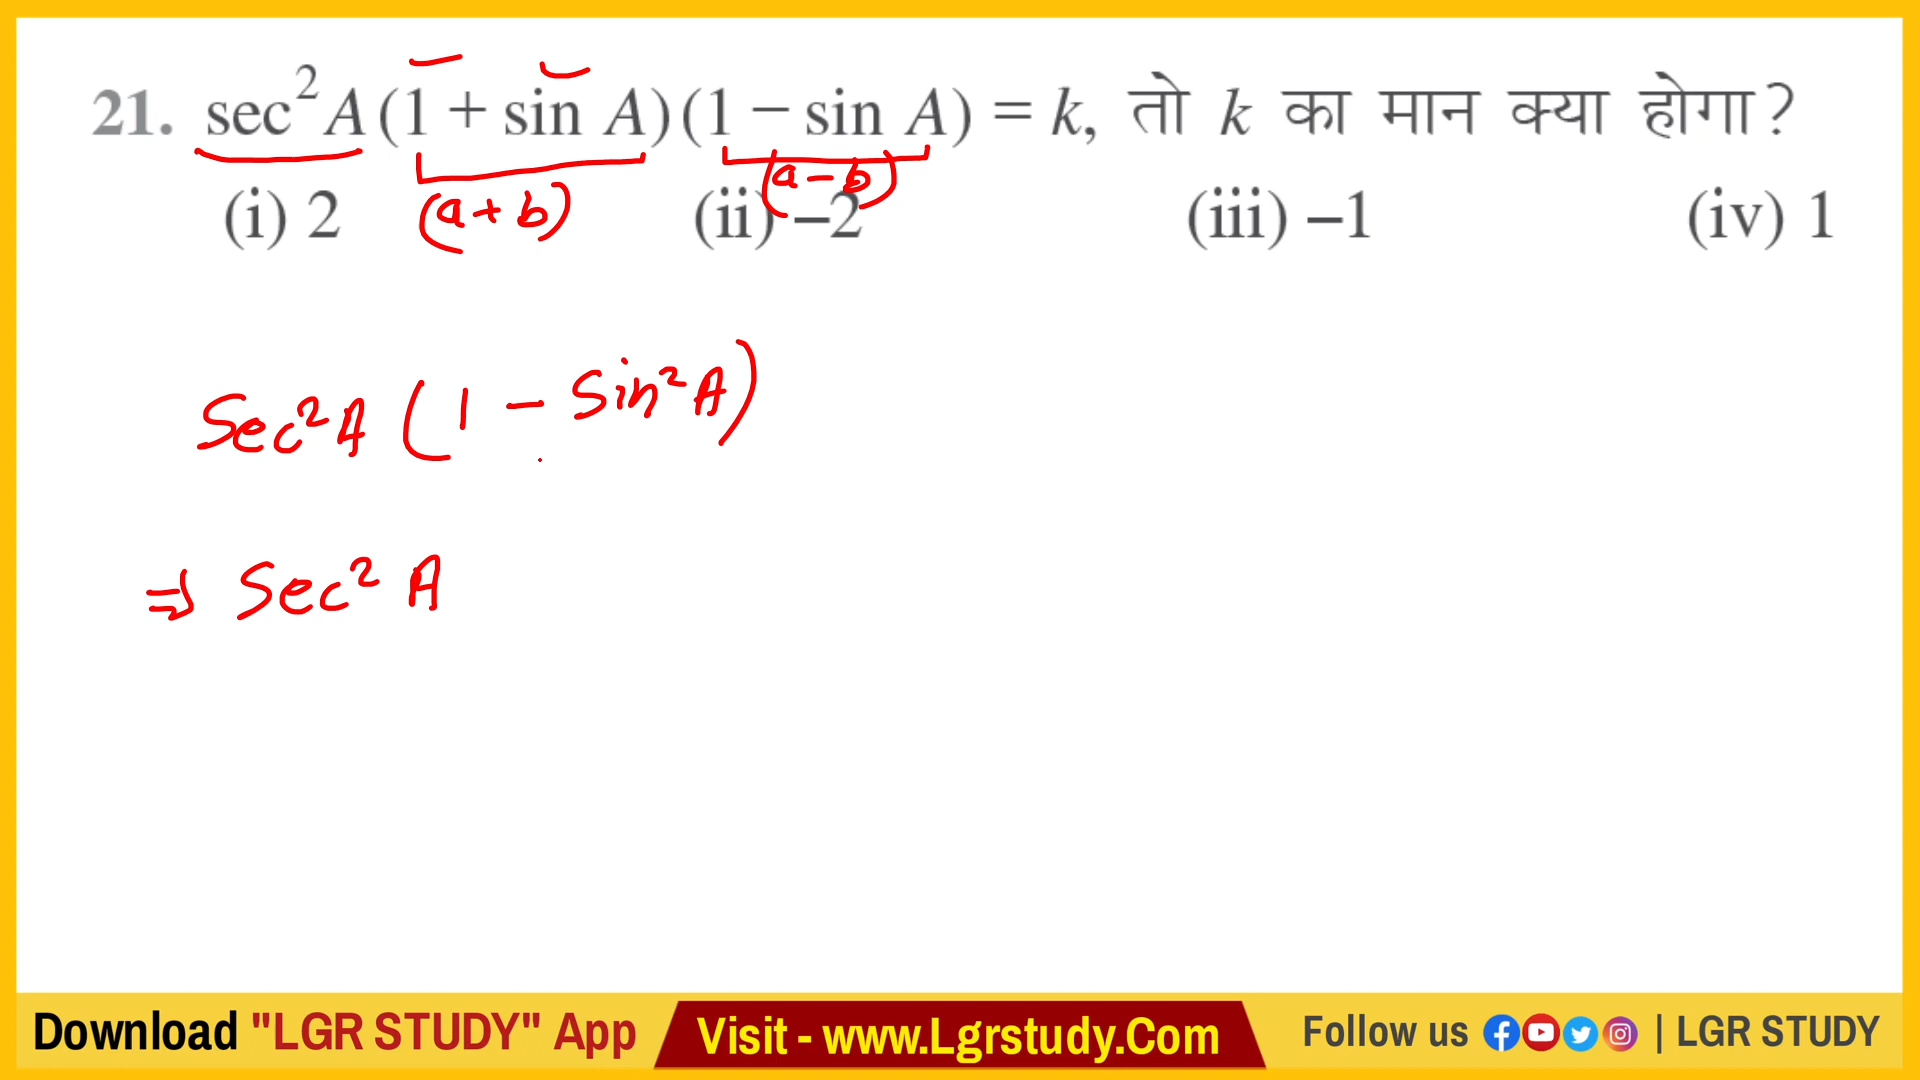 21. sec²A(1 + sin A)(1 − sin A) = k, तो k का मान क्या होगा?
(a + b) (a − b)
(i) 2 (ii) −2 (iii) −1 (iv) 1
Sec²A (1 − Sin²A)
⇒ Sec² A
Download "LGR STUDY" App Visit - www.Lgrstudy.Com Follow us | LGR STUDY